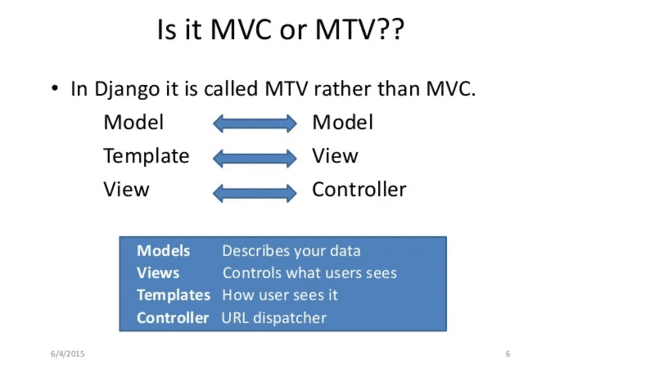 Is it MVC or MTV??
• In Django it is called MTV rather than MVC.
Model Model
Template View
View Controller
Models Describes your data
Views Controls what users sees
Templates How user sees it
Controller URL dispatcher
6/4/2015 6